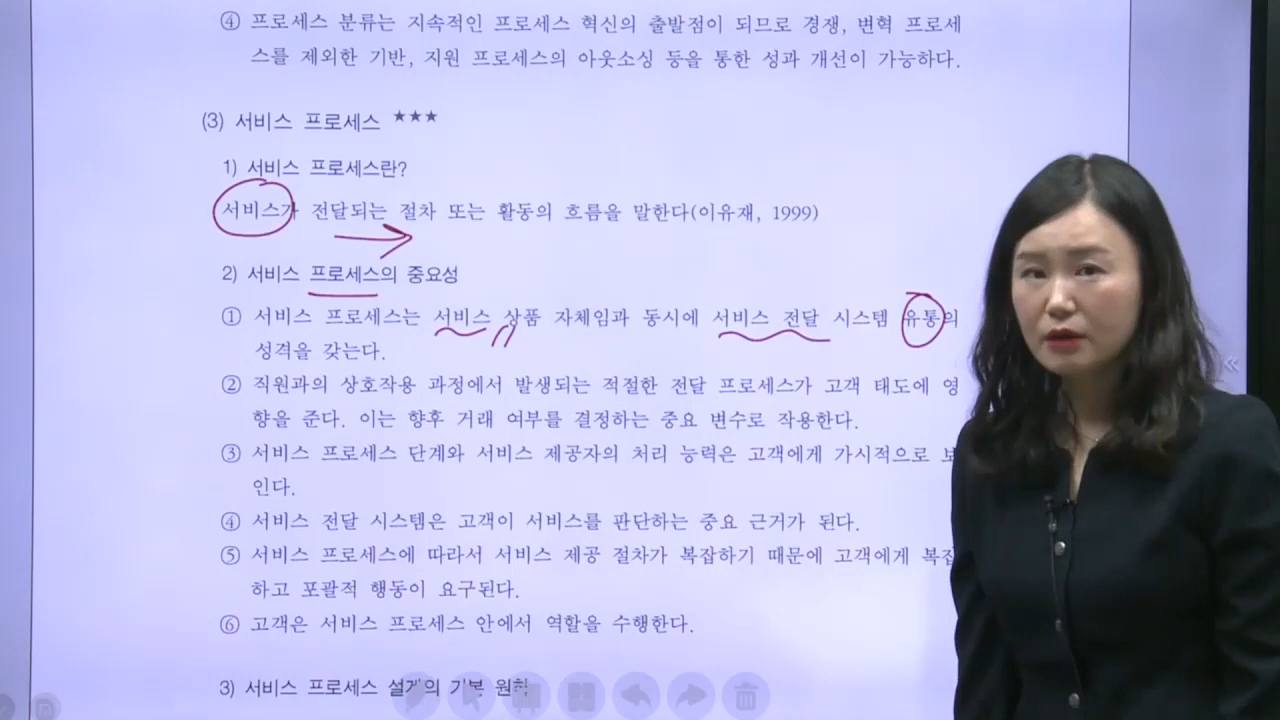 ④ 프로세스 분류는 지속적인 프로세스 혁신의 출발점이 되므로 경쟁, 변혁 프로세
스를 제외한 기반, 지원 프로세스의 아웃소싱 등을 통한 성과 개선이 가능하다.
(3) 서비스 프로세스 ★★★
1) 서비스 프로세스란?
서비스가 전달되는 절차 또는 활동의 흐름을 말한다(이유재, 1999)
2) 서비스 프로세스의 중요성
① 서비스 프로세스는 서비스 상품 자체임과 동시에 서비스 전달 시스템 유통의
성격을 갖는다.
② 직원과의 상호작용 과정에서 발생되는 적절한 전달 프로세스가 고객 태도에 영
향을 준다. 이는 향후 거래 여부를 결정하는 중요 변수로 작용한다.
③ 서비스 프로세스 단계와 서비스 제공자의 처리 능력은 고객에게 가시적으로 보
인다.
④ 서비스 전달 시스템은 고객이 서비스를 판단하는 중요 근거가 된다.
⑤ 서비스 프로세스에 따라서 서비스 제공 절차가 복잡하기 때문에 고객에게 복잡
하고 포괄적 행동이 요구된다.
⑥ 고객은 서비스 프로세스 안에서 역할을 수행한다.
3) 서비스 프로세스 설계의 기본 원칙